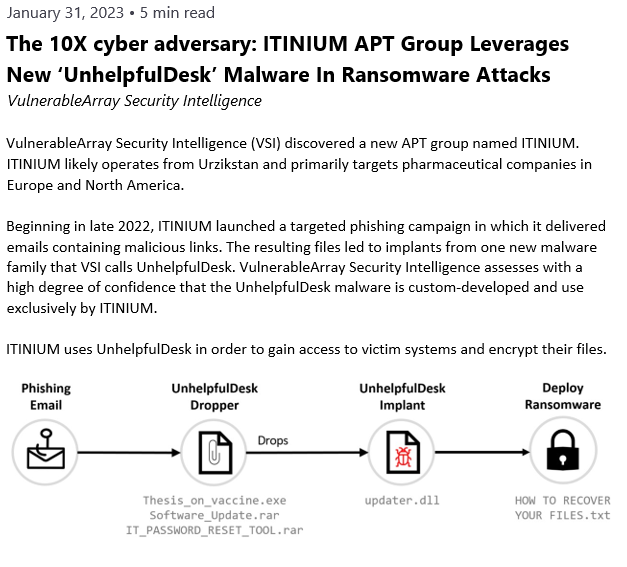 January 31, 2023 • 5 min read
The 10X cyber adversary: ITINIUM APT Group Leverages
New ‘UnhelpfulDesk’ Malware In Ransomware Attacks
VulnerableArray Security Intelligence
VulnerableArray Security Intelligence (VSI) discovered a new APT group named ITINIUM.
ITINIUM likely operates from Urzikstan and primarily targets pharmaceutical companies in
Europe and North America.
Beginning in late 2022, ITINIUM launched a targeted phishing campaign in which it delivered
emails containing malicious links. The resulting files led to implants from one new malware
family that VSI calls UnhelpfulDesk. VulnerableArray Security Intelligence assesses with a
high degree of confidence that the UnhelpfulDesk malware is custom-developed and use
exclusively by ITINIUM.
ITINIUM uses UnhelpfulDesk in order to gain access to victim systems and encrypt their files.
Phishing
Email
UnhelpfulDesk
Dropper
UnhelpfulDesk
Implant
Deploy
Ransomware
Drops
Thesis_on_vaccine.exe
Software_Update.rar
IT_PASSWORD_RESET_TOOL.rar
updater.dll
HOW TO RECOVER
YOUR FILES.txt